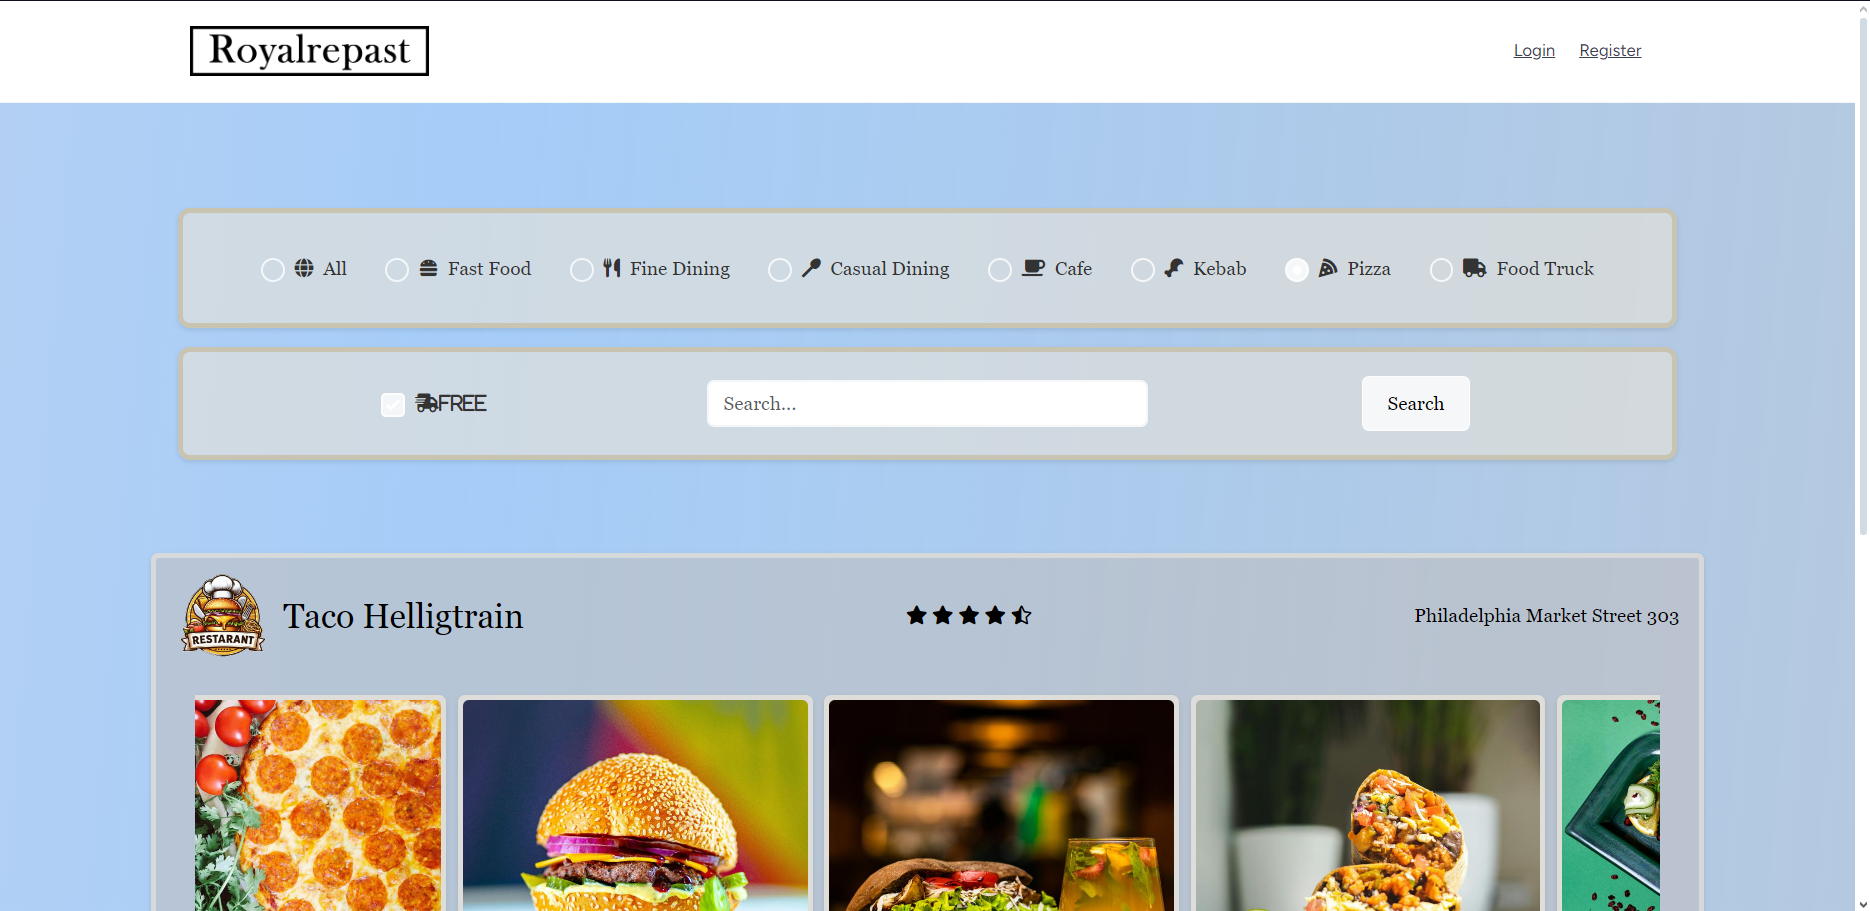 Royalrepast
Login Register
All Fast Food Fine Dining Casual Dining Cafe Kebab Pizza Food Truck
FREE Search... Search
RESTARANT
Taco Helligtrain Philadelphia Market Street 303